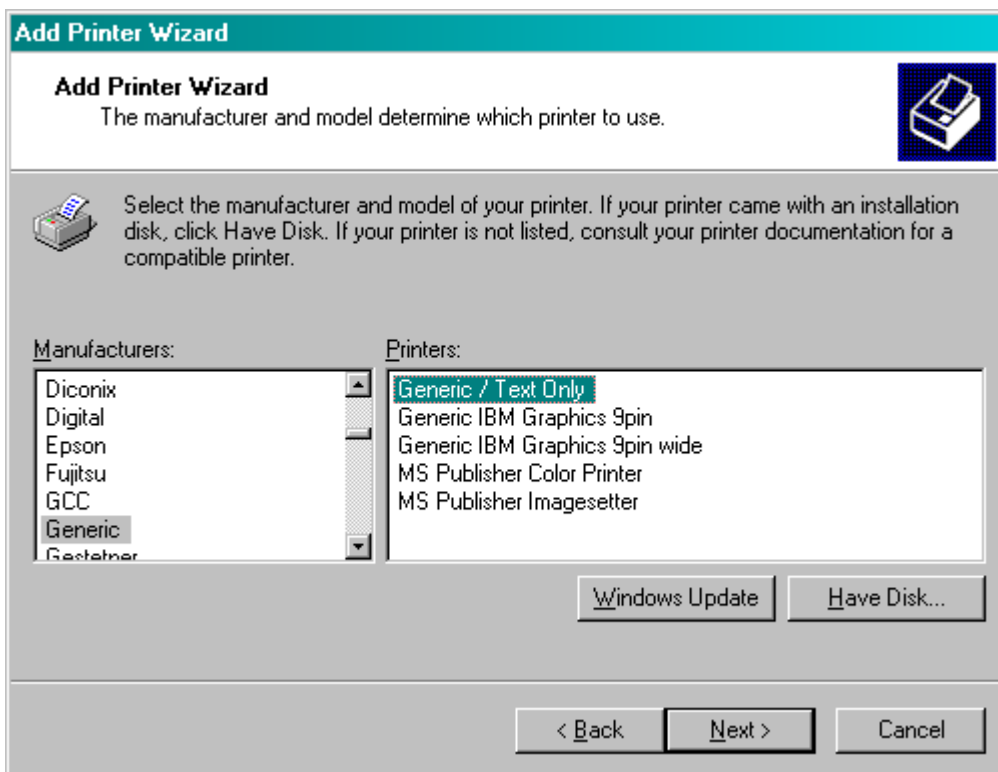 Add Printer Wizard
Add Printer Wizard
The manufacturer and model determine which printer to use.
Select the manufacturer and model of your printer. If your printer came with an installation
disk, click Have Disk. If your printer is not listed, consult your printer documentation for a
compatible printer.
Manufacturers:
Diconix
Digital
Epson
Fujitsu
GCC
Generic
Gestetner
Printers:
Generic / Text Only
Generic IBM Graphics 9pin
Generic IBM Graphics 9pin wide
MS Publisher Color Printer
MS Publisher Imagesetter
Windows Update
Have Disk...
< Back
Next >
Cancel